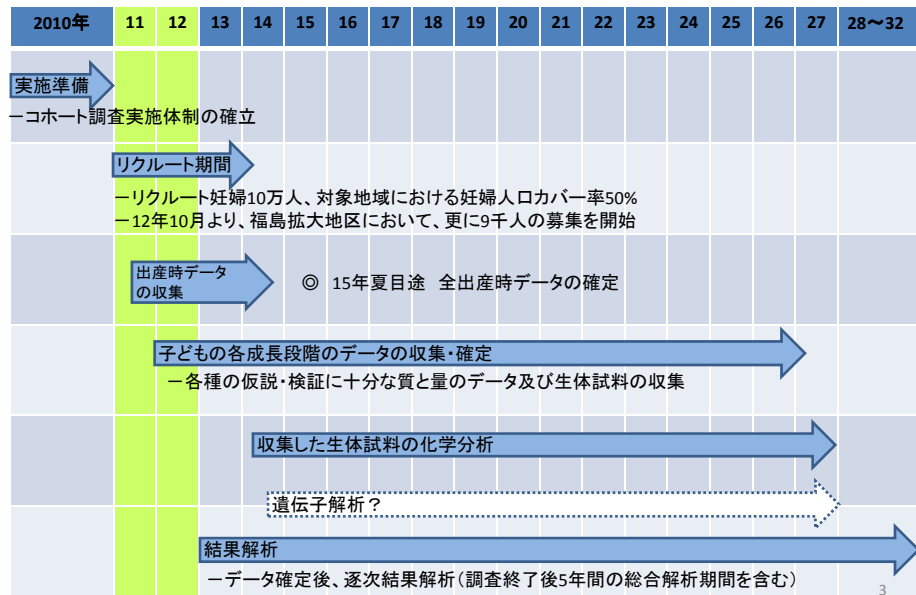 2010年 11 12 13 14 15 16 17 18 19 20 21 22 23 24 25 26 27 28～32
実施準備
－コホート調査実施体制の確立
リクルート期間
－リクルート妊婦10万人、対象地域における妊婦人口カバー率50%
－12年10月より、福島拡大地区において、更に9千人の募集を開始
出産時データ
の収集
◎ 15年夏目途 全出産時データの確定
子どもの各成長段階のデータの収集・確定
－各種の仮説・検証に十分な質と量のデータ及び生体試料の収集
収集した生体試料の化学分析
遺伝子解析？
結果解析
－データ確定後、逐次結果解析（調査終了後5年間の総合解析期間を含む）
3